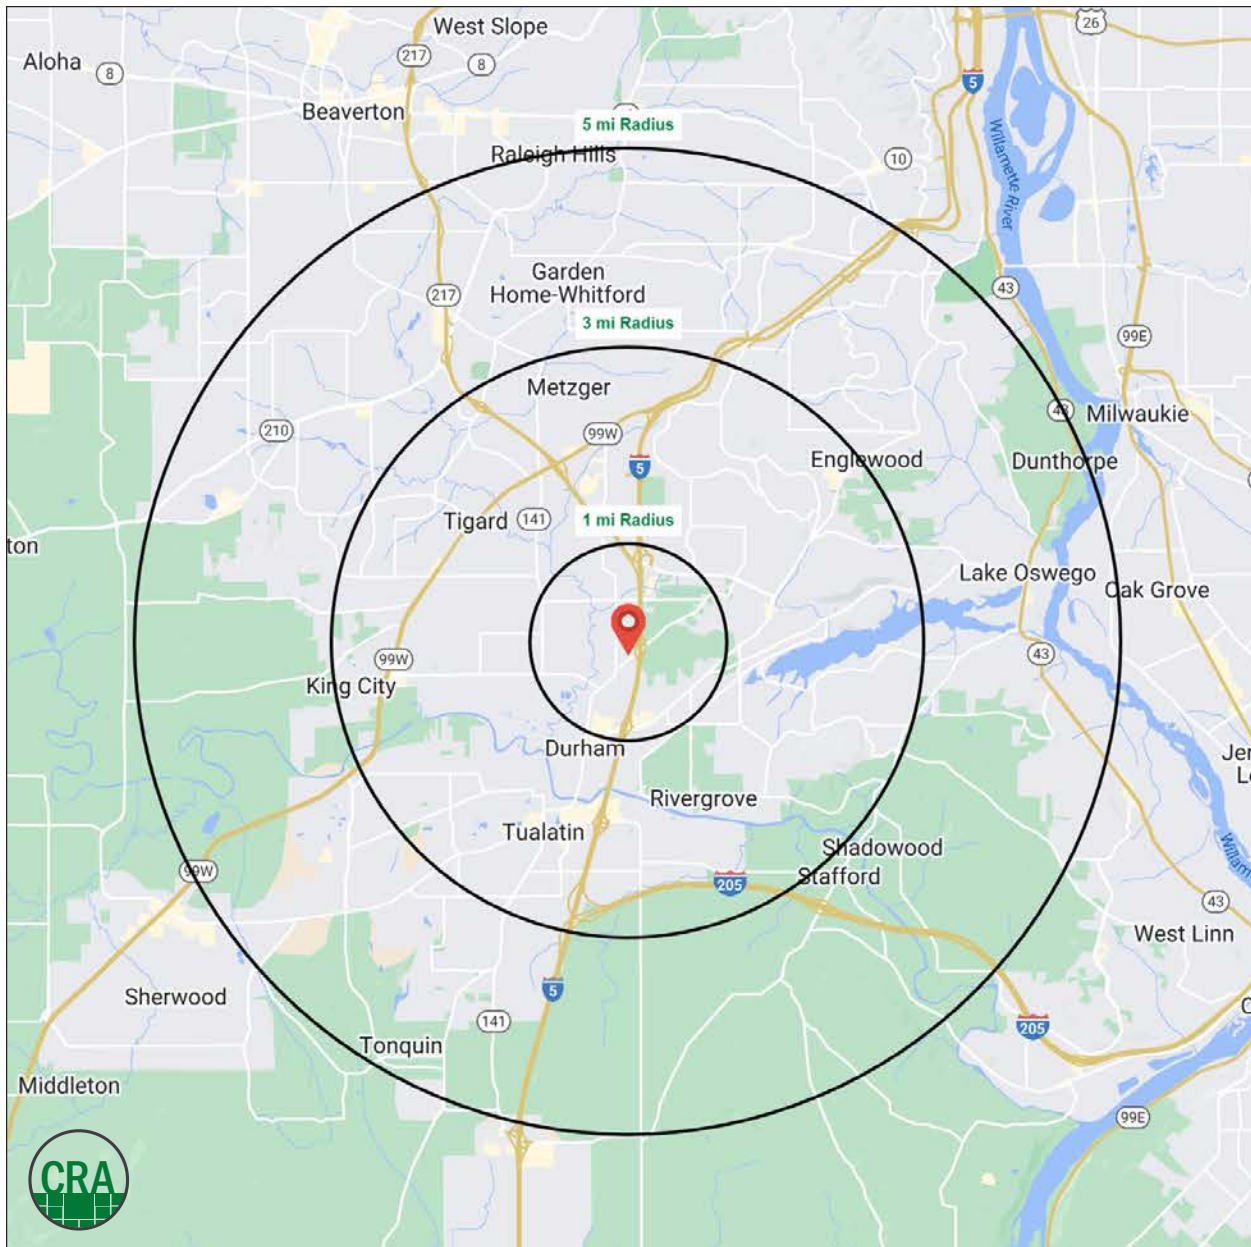 West Slope
26
Aloha
8
217
8
5
Beaverton
5 mi Radius
Raleigh Hills
10
Willamette River
Garden
Home-Whitford
217
43
3 mi Radius
99E
Metzger
43
Milwaukie
210
99W
5
Englewood
Dunthorpe
1 mi Radius
Tigard
141
ton
Lake Oswego
Oak Grove
99W
43
King City
Durham
Jer
Lo
Rivergrove
Tualatin
Shadowood
Willam
99W
205
Stafford
43
West Linn
Sherwood
5
141
205
Tonquin
Middleton
99E
CRA